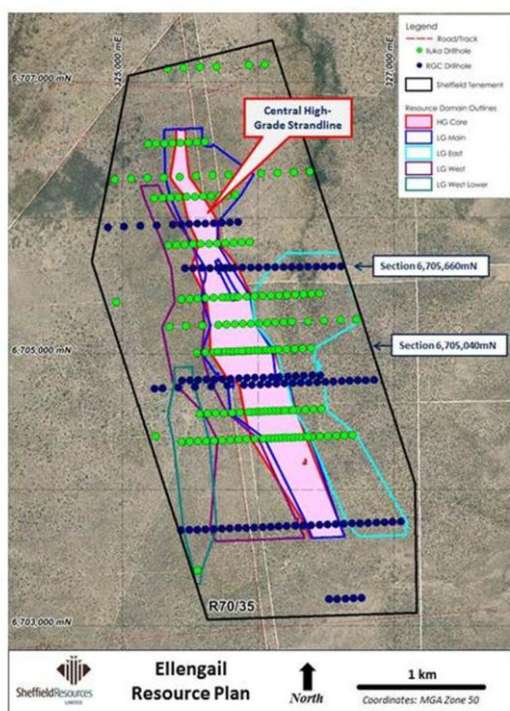 Legend
Road/Track
Iluka Drillhole
RGC Drillhole
Sheffield Tenement
Resource Domain Outlines
HG Core
LG Main
LG East
LG West
LG West Lower
325,000 mE
327,000 mE
6,707,000 mN
Central High-
Grade Strandline
Section 6,705,660mN
Section 6,705,040mN
6,705,000 mN
R70/35
6,703,000 mN
SheffieldResources
LIMITED
Ellengail
Resource Plan
North
1 km
Coordinates: MGA Zone 50